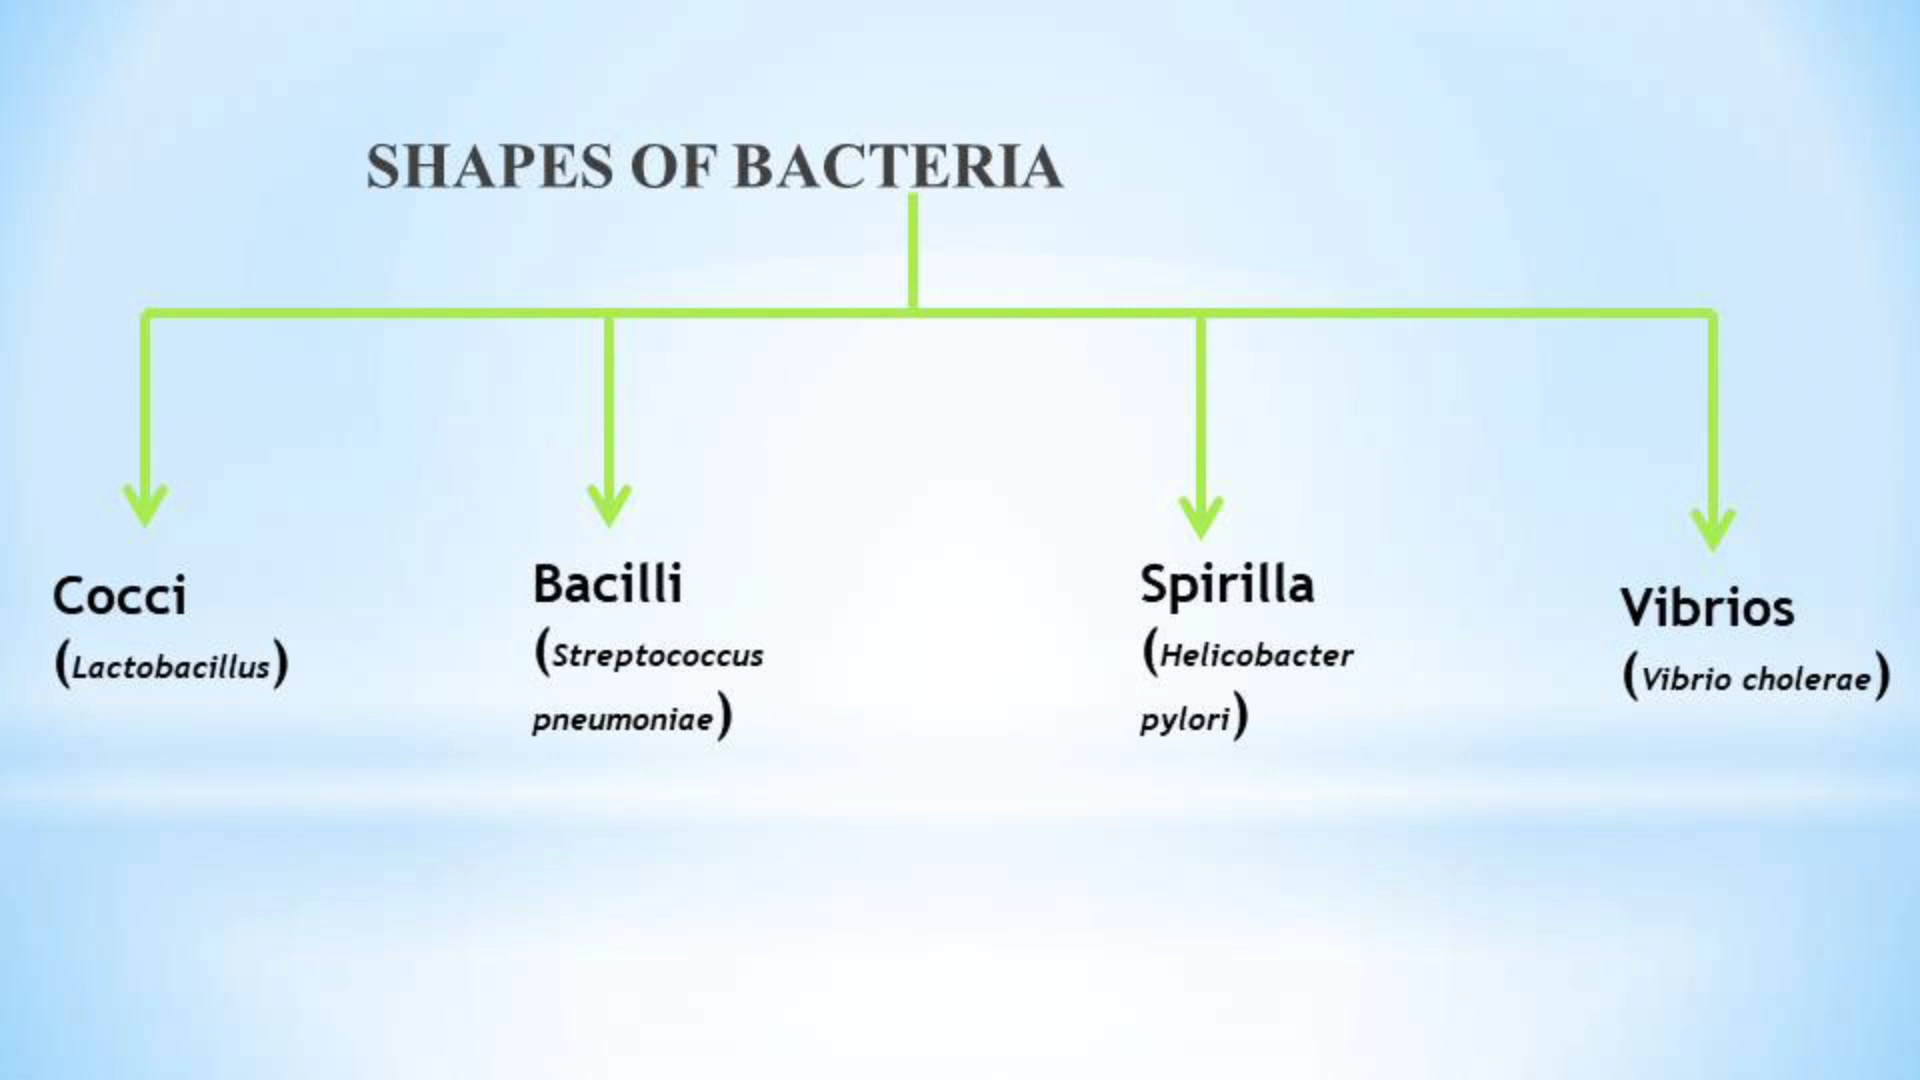 SHAPES OF BACTERIA
Cocci
(Lactobacillus)
Bacilli
(Streptococcus
pneumoniae)
Spirilla
(Helicobacter
pylori)
Vibrios
(Vibrio cholerae)